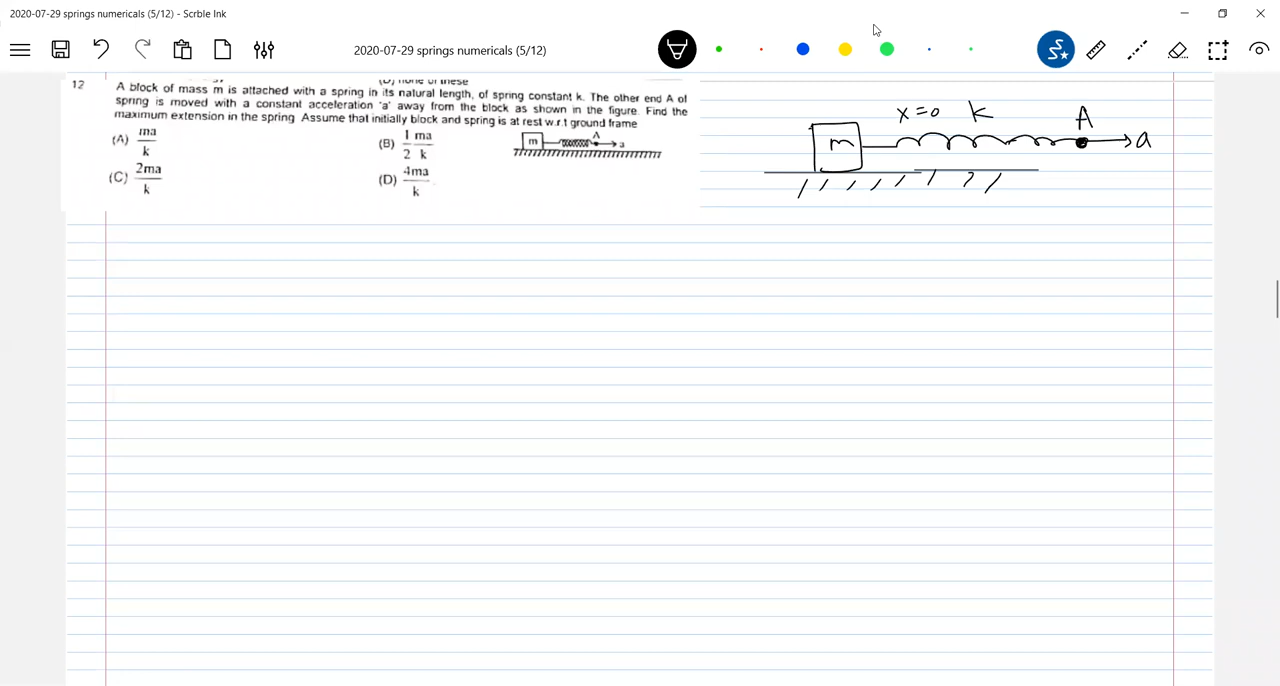 2020-07-29 springs numericals (5/12) - Scrble Ink
2020-07-29 springs numericals (5/12)
(D) none of these
12 A block of mass m is attached with a spring in its natural length, of spring constant k. The other end A of
spring is moved with a constant acceleration 'a' away from the block as shown in the figure. Find the
maximum extension in the spring Assume that initially block and spring is at rest w.r.t ground frame
(A) ma/k
(B) 1/2 ma/k
m A a
(C) 2ma/k
(D) 4ma/k
x=0 k A
m a